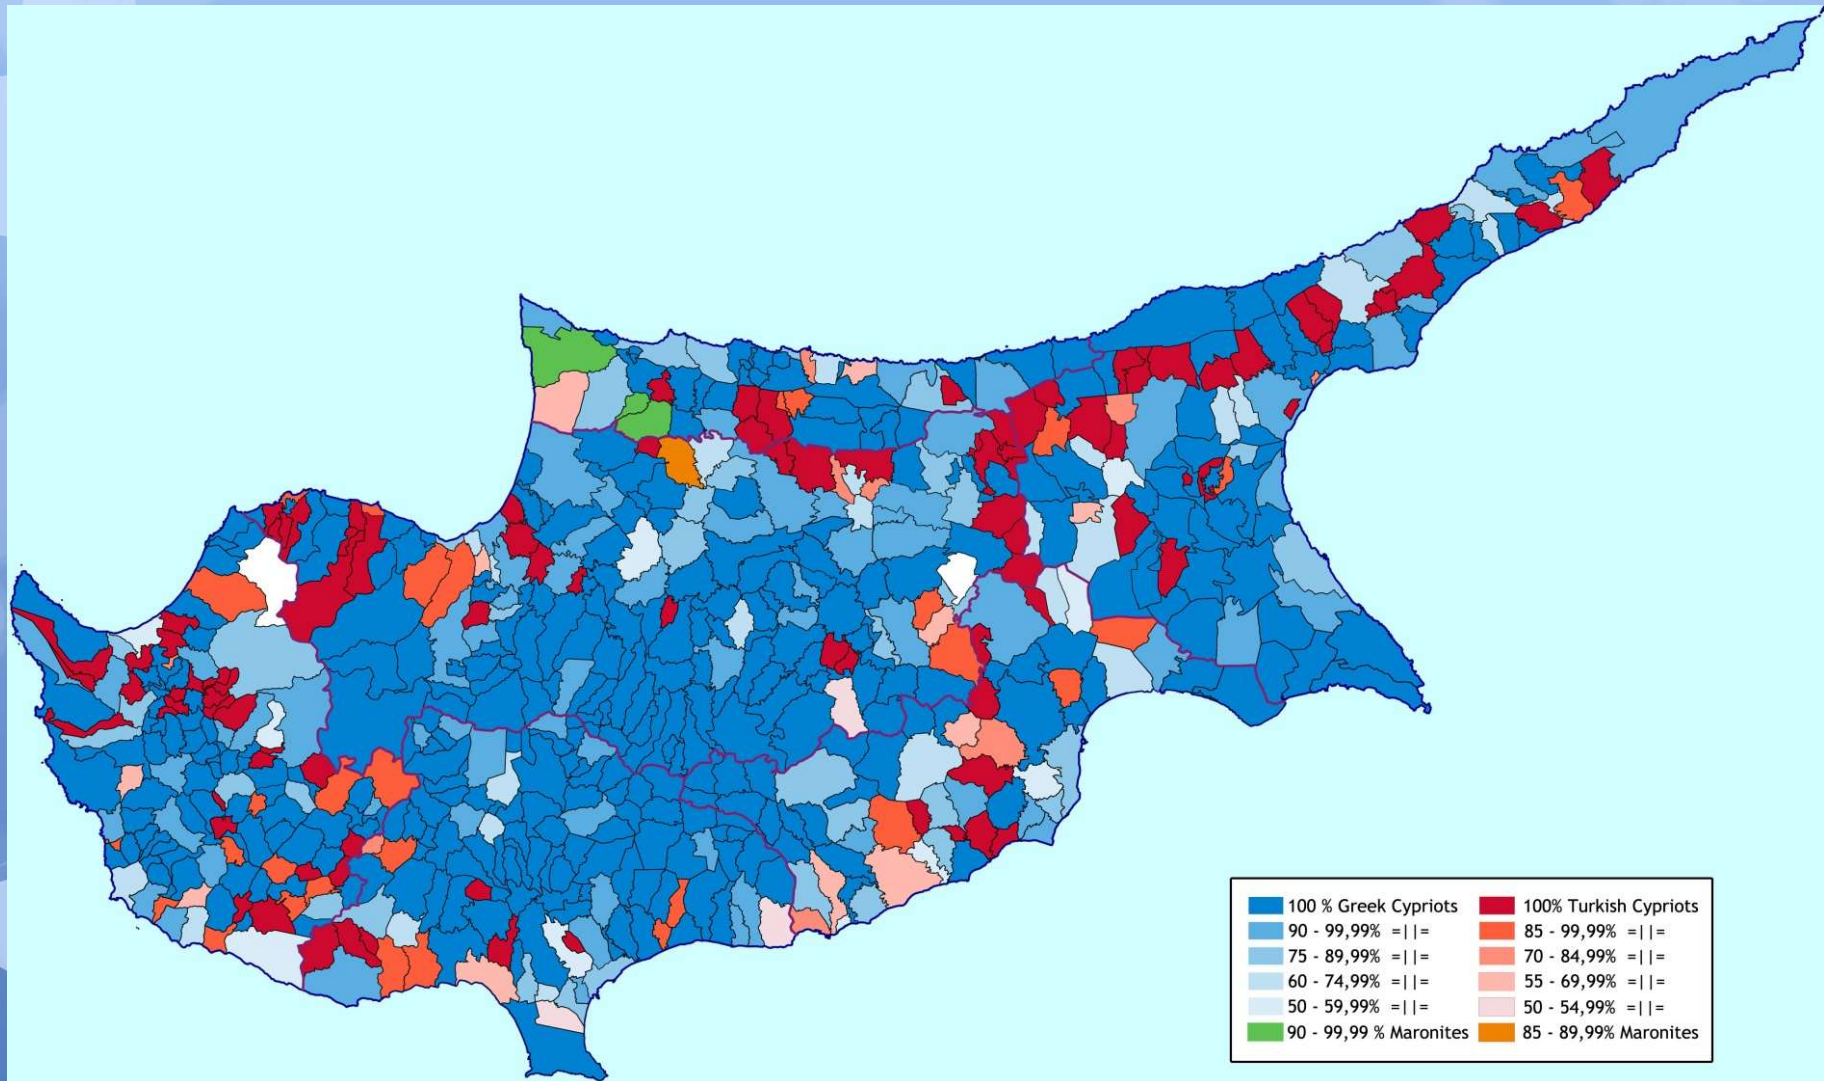 100 % Greek Cypriots
90 - 99,99% =||=
75 - 89,99% =||=
60 - 74,99% =||=
50 - 59,99% =||=
90 - 99,99 % Maronites
100% Turkish Cypriots
85 - 99,99% =||=
70 - 84,99% =||=
55 - 69,99% =||=
50 - 54,99% =||=
85 - 89,99% Maronites